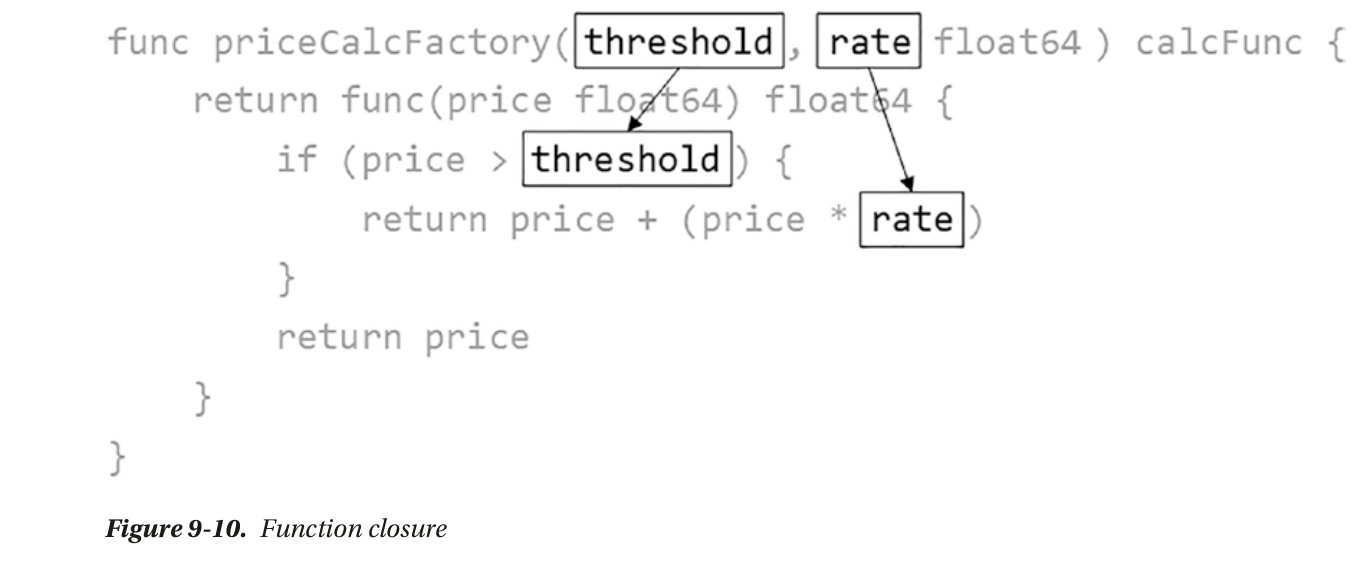 func priceCalcFactory(threshold, rate float64 ) calcFunc {
return func(price float64) float64 {
if (price > threshold) {
return price + (price * rate)
}
return price
}
}
Figure 9-10. Function closure